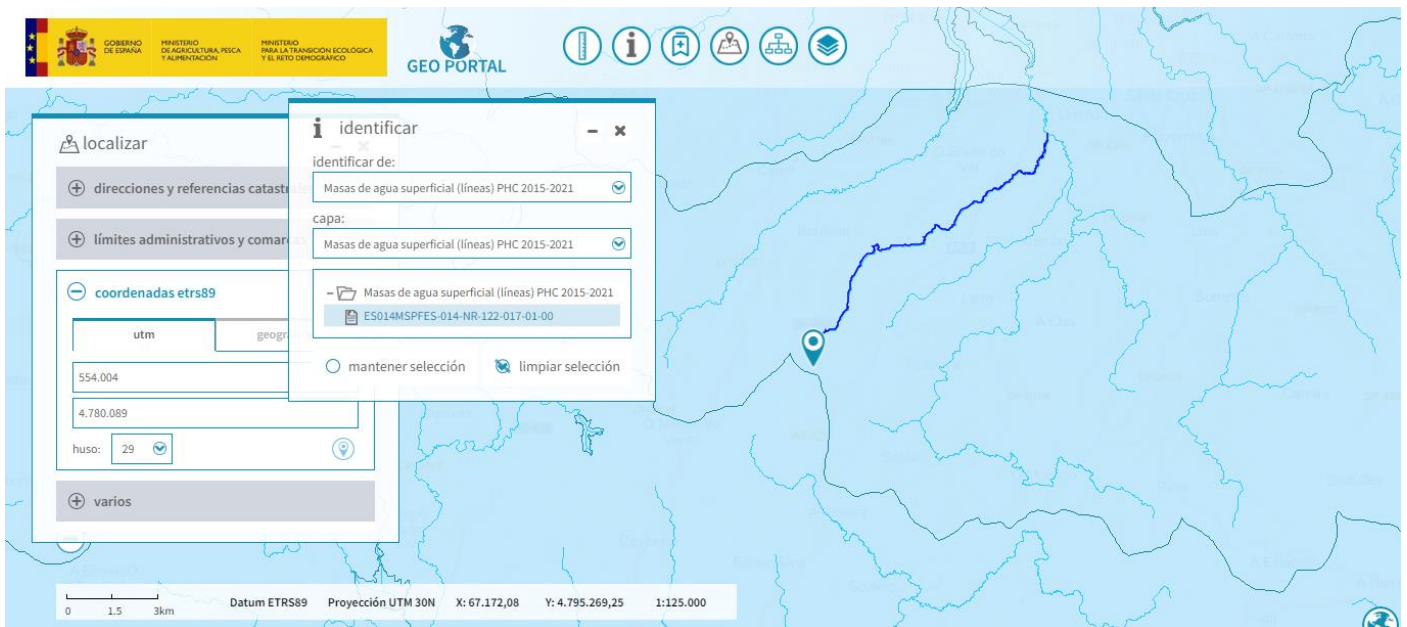 GOBIERNO
DE ESPAÑA
MINISTERIO
DE AGRICULTURA, PESCA
Y ALIMENTACIÓN
MINISTERIO
PARA LA TRANSICIÓN ECOLÓGICA
Y EL RETO DEMOGRÁFICO
GEO PORTAL
localizar
direcciones y referencias
límites administrativos y
coordenadas etrs89
utm
554.004
4.780.089
huso: 29
varios
identificar
identificar de:
Masas de agua superficial (líneas) PHC 2015-2021
capa:
Masas de agua superficial (líneas) PHC 2015-2021
Masas de agua superficial (líneas) PHC 2015-2021
ES014MSPFES-014-NR-122-017-01-00
mantener selección limpiar selección
0 1.5 3km Datum ETRS89 Proyección UTM 30N X: 67.172,08 Y: 4.795.269,25 1:125.000